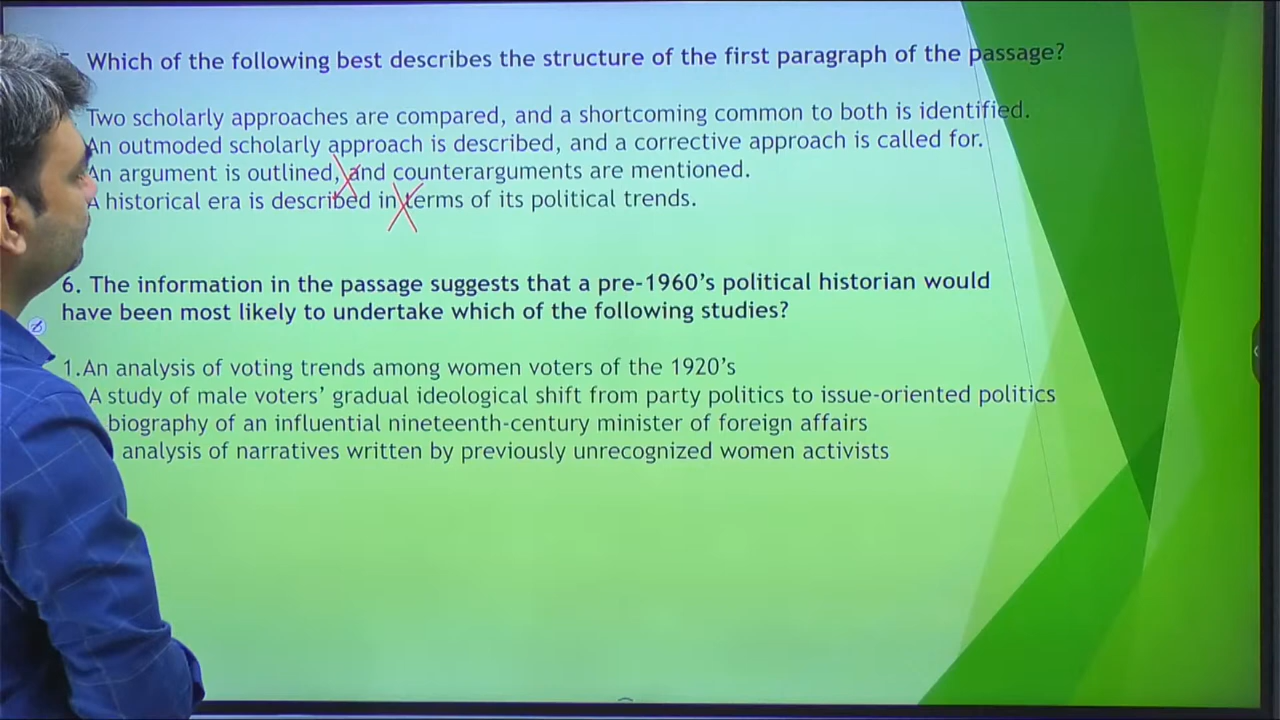 Which of the following best describes the structure of the first paragraph of the passage?
Two scholarly approaches are compared, and a shortcoming common to both is identified.
An outmoded scholarly approach is described, and a corrective approach is called for.
An argument is outlined, and counterarguments are mentioned.
A historical era is described in terms of its political trends.
6. The information in the passage suggests that a pre-1960's political historian would
have been most likely to undertake which of the following studies?
1.An analysis of voting trends among women voters of the 1920's
A study of male voters' gradual ideological shift from party politics to issue-oriented politics
biography of an influential nineteenth-century minister of foreign affairs
analysis of narratives written by previously unrecognized women activists